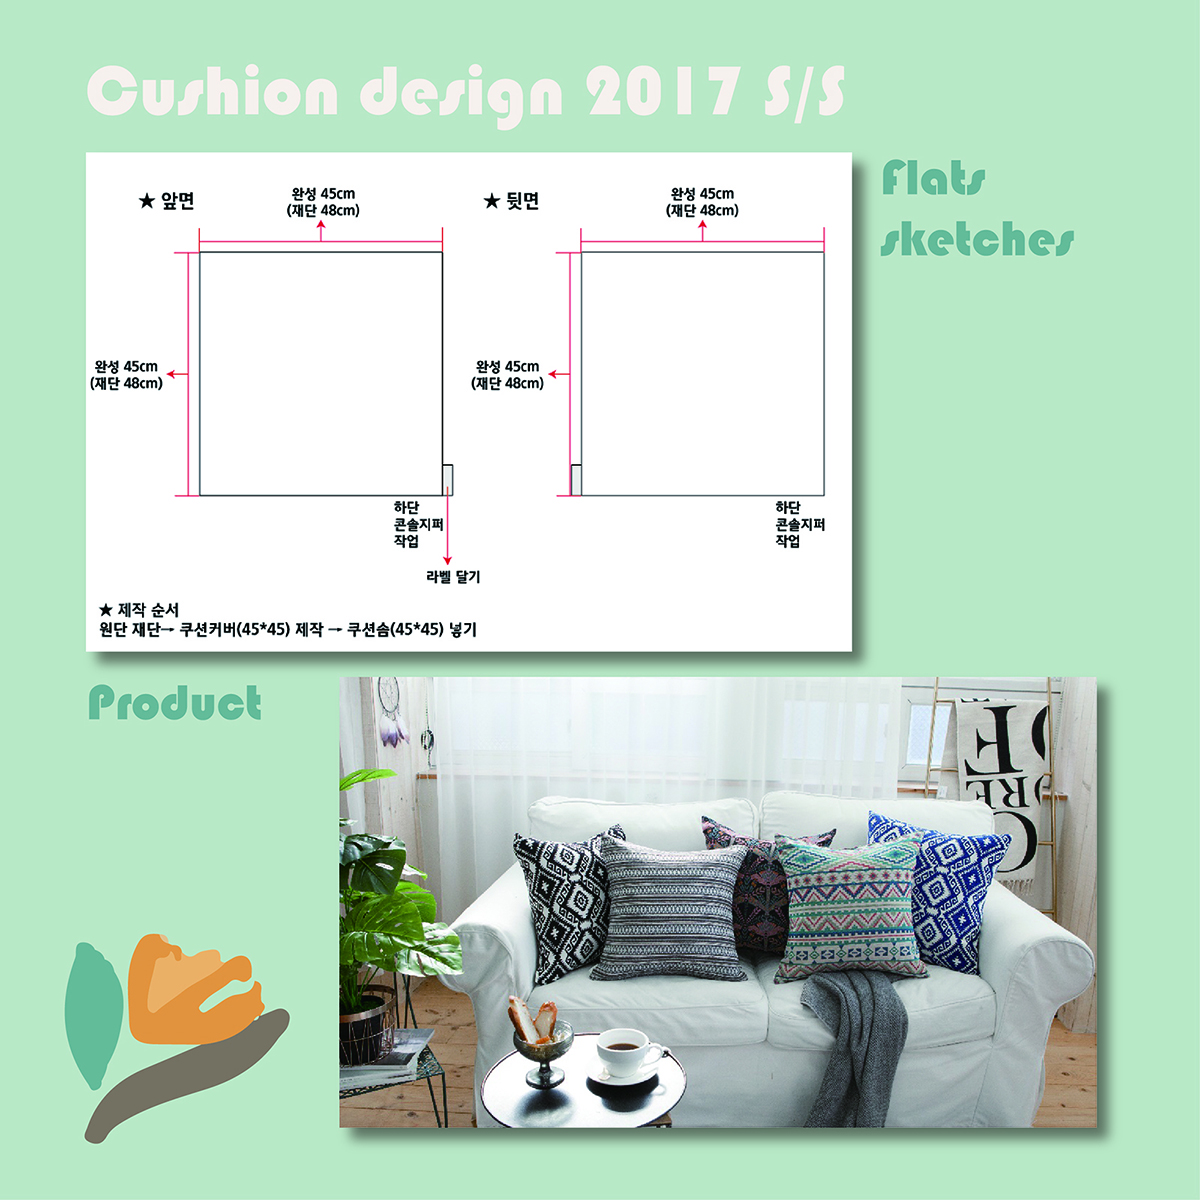 Cushion design 2017 S/S
Flats
sketches
★ 앞면
완성 45cm
(재단 48cm)
★ 뒷면
완성 45cm
(재단 48cm)
완성 45cm
(재단 48cm)
완성 45cm
(재단 48cm)
하단
콘솔지퍼
작업
라벨 달기
하단
콘솔지퍼
작업
★ 제작 순서
원단 재단→ 쿠션커버(45*45) 제작 → 쿠션솜(45*45) 넣기
Product